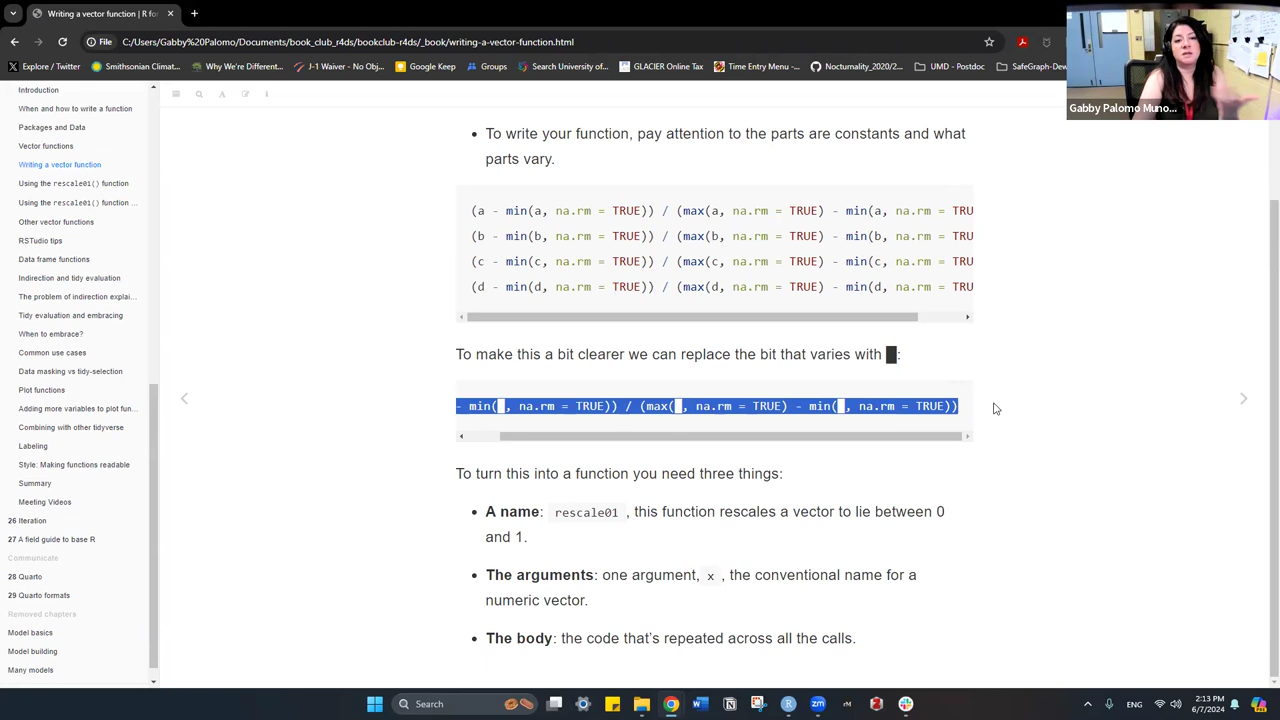 Writing a vector function | R for
File
C:/Users/Gabby%20Palomo/Documents/book_club_r4ds/bookclub-r4ds/_book/writing-a-vector-func
Explore / Twitter
Smithsonian Climat...
Why We're Different...
J-1 Waiver - No Obj...
Google Keep
Search | University of...
GLACIER Ontario Pa...
Time Entry Menu -...
Nocturnality_2020/2...
UMD - Postdoc
SafeGraph-Dew
Gabby Palomo Muno...
Introduction
When and how to write a function
Packages and Data
Vector functions
Writing a vector function
Using the rescale01() function
Using the rescale01() function ...
Other vector functions
RSTudio tips
Data frame functions
Indirection and tidy evaluation
The problem of indirection explai...
Tidy evaluation and embracing
When to embrace?
Common use cases
Data masking vs tidy-selection
Plot functions
Adding more variables to plot fun...
Combining with other tidyverse
Labeling
Style: Making functions readable
Summary
Meeting Videos
26 Iteration
27 A field guide to base R
Communicate
28 Quarto
29 Quarto formats
Removed chapters
Model basics
Model building
Many models
• To write your function, pay attention to the parts are constants and what
parts vary.
(a - min(a, na.rm = TRUE)) / (max(a, na.rm = TRUE) - min(a, na.rm = TRU
(b - min(b, na.rm = TRUE)) / (max(b, na.rm = TRUE) - min(b, na.rm = TRU
(c - min(c, na.rm = TRUE)) / (max(c, na.rm = TRUE) - min(c, na.rm = TRU
(d - min(d, na.rm = TRUE)) / (max(d, na.rm = TRUE) - min(d, na.rm = TRU
To make this a bit clearer we can replace the bit that varies with █:
- min(█, na.rm = TRUE)) / (max(█, na.rm = TRUE) - min(█, na.rm = TRUE))
To turn this into a function you need three things:
• A name: rescale01 , this function rescales a vector to lie between 0
and 1.
• The arguments: one argument, x , the conventional name for a
numeric vector.
• The body: the code that's repeated across all the calls.
Search
ENG
2:13 PM
6/7/2024